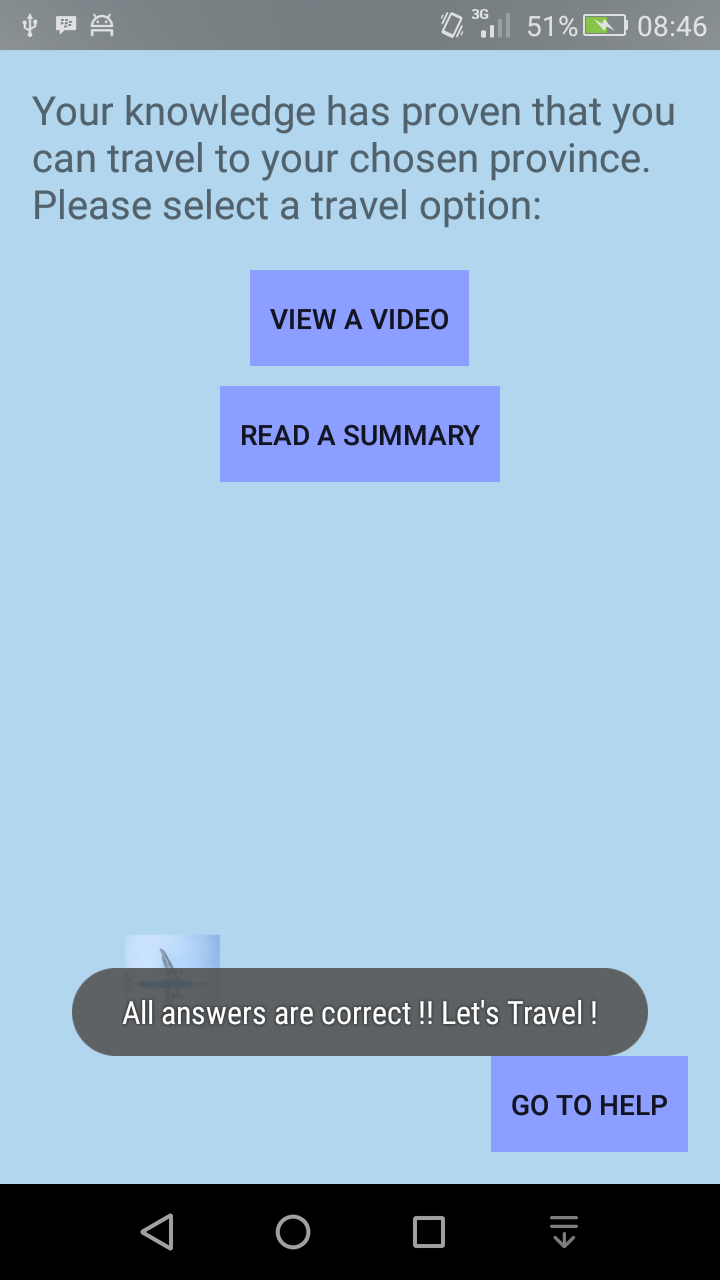 3G
51% 08:46
Your knowledge has proven that you
can travel to your chosen province.
Please select a travel option:
VIEW A VIDEO
READ A SUMMARY
All answers are correct !! Let's Travel !
GO TO HELP